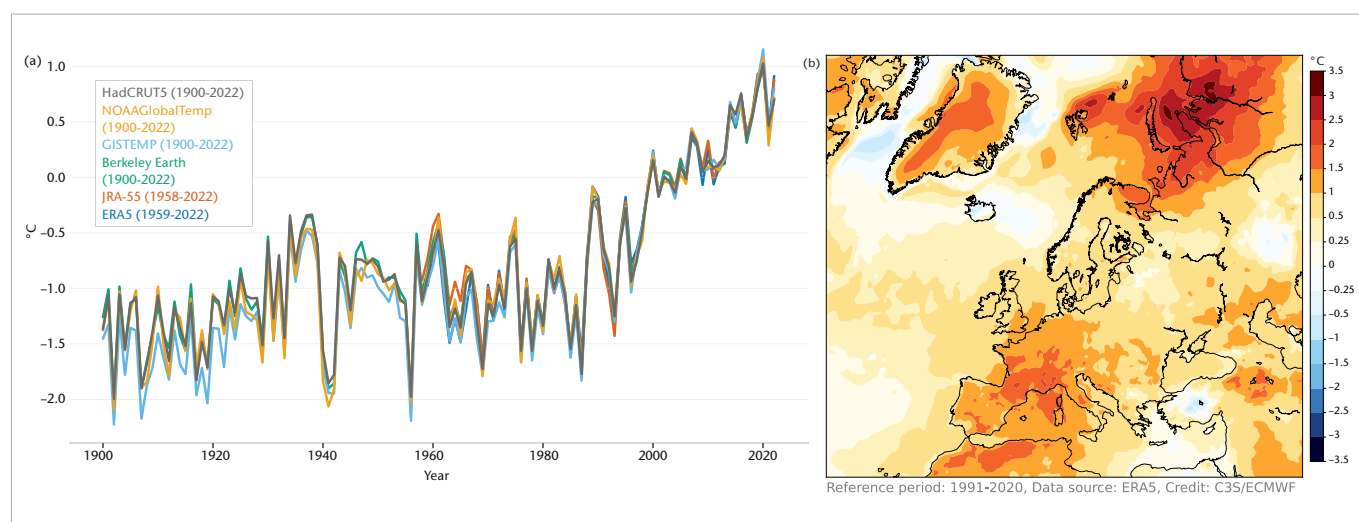 (a)
1.0
0.5
0.0
−0.5
−1.0
−1.5
−2.0
°C
HadCRUT5 (1900-2022)
NOAAGlobalTemp
(1900-2022)
GISTEMP (1900-2022)
Berkeley Earth
(1900-2022)
JRA-55 (1958-2022)
ERA5 (1959-2022)
1900 1920 1940 1960 1980 2000 2020
Year
(b)
°C
3.5
3
2.5
2
1.5
1
0.5
0.25
0
−0.25
−0.5
−1
−1.5
−2
−2.5
−3
−3.5
Reference period: 1991-2020, Data source: ERA5, Credit: C3S/ECMWF